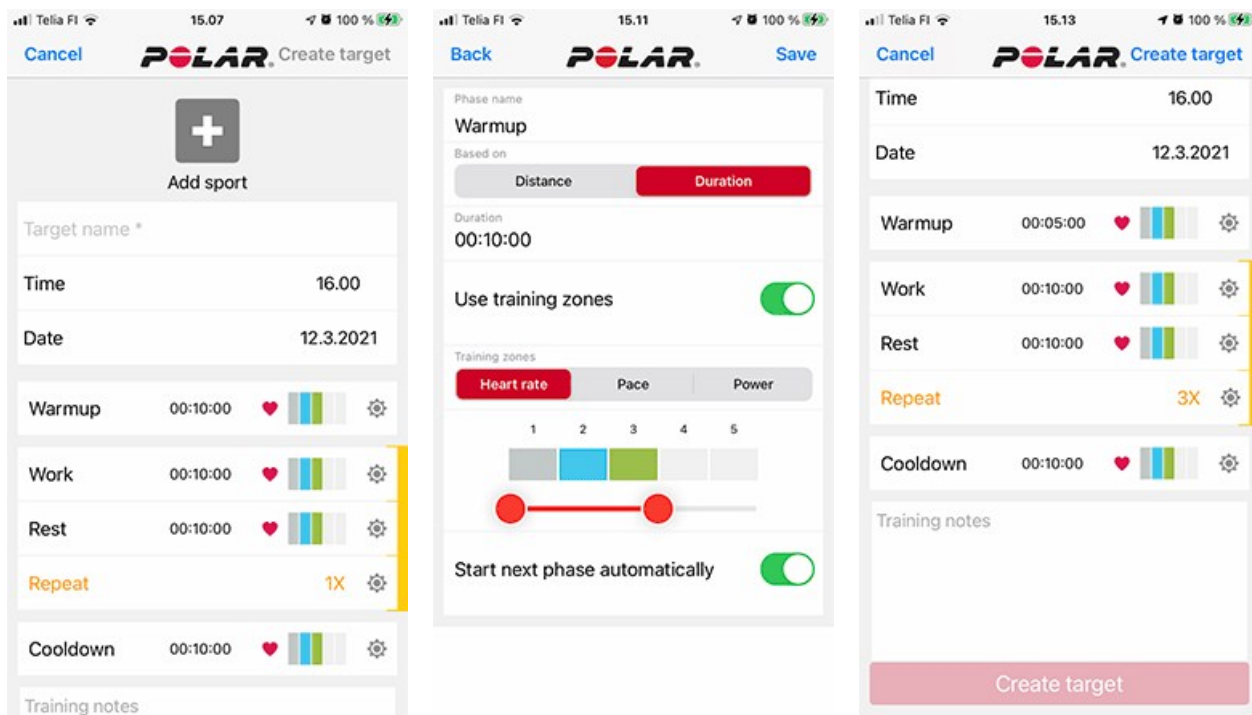 Telia FI 15.07 100 %
Cancel POLAR. Create target
Add sport
Target name *
Time 16.00
Date 12.3.2021
Warmup 00:10:00
Work 00:10:00
Rest 00:10:00
Repeat 1X
Cooldown 00:10:00
Training notes
Telia FI 15.11 100 %
Back POLAR. Save
Phase name
Warmup
Based on
Distance Duration
Duration
00:10:00
Use training zones
Training zones
Heart rate Pace Power
1 2 3 4 5
Start next phase automatically
Telia FI 15.13 100 %
Cancel POLAR. Create target
Time 16.00
Date 12.3.2021
Warmup 00:05:00
Work 00:10:00
Rest 00:10:00
Repeat 3X
Cooldown 00:10:00
Training notes
Create target